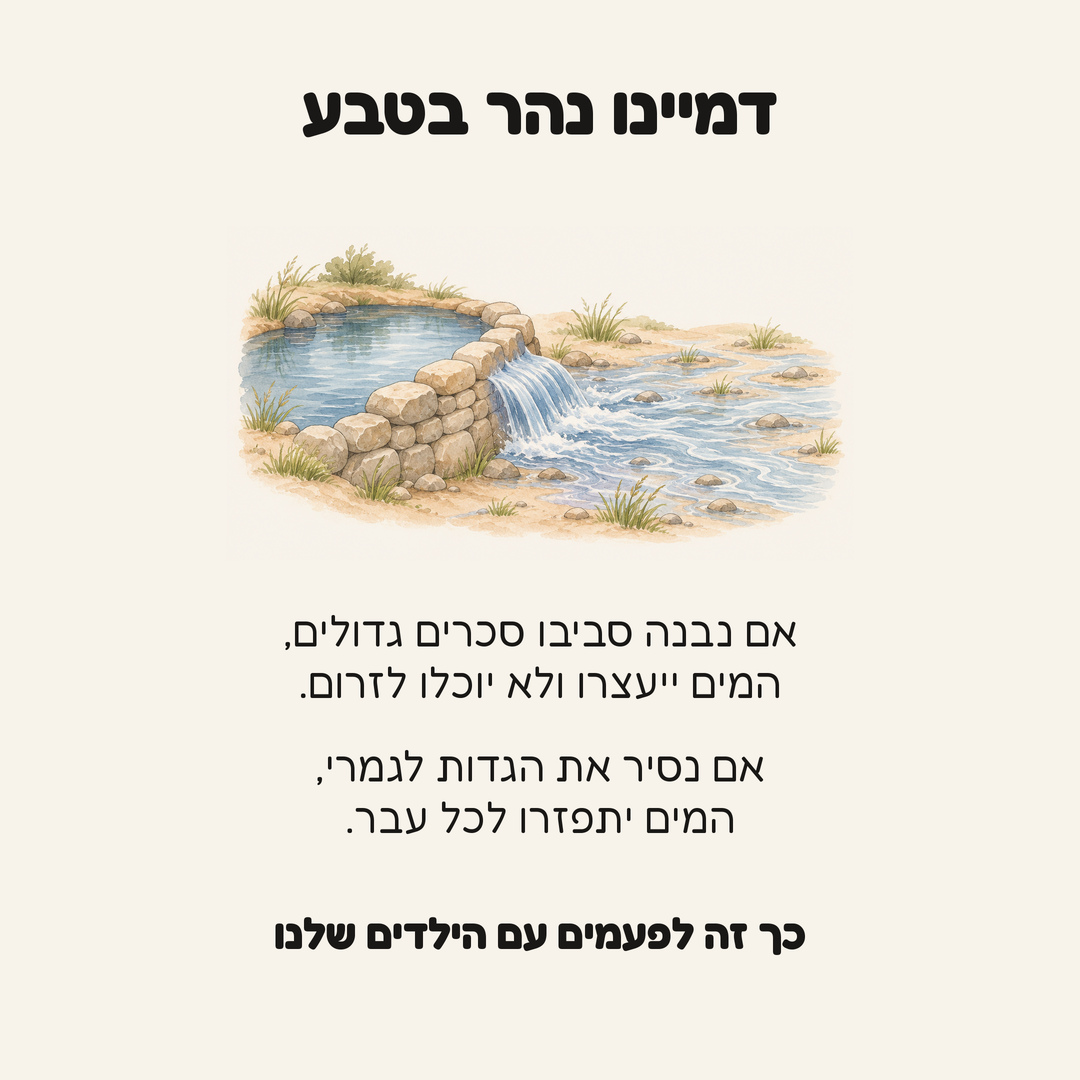 דמיינו נהר בטבע
אם נבנה סביבו סכרים גדולים,
המים ייעצרו ולא יוכלו לזרום.
אם נסיר את הגדות לגמרי,
המים יתפזרו לכל עבר.
כך זה לפעמים עם הילדים שלנו